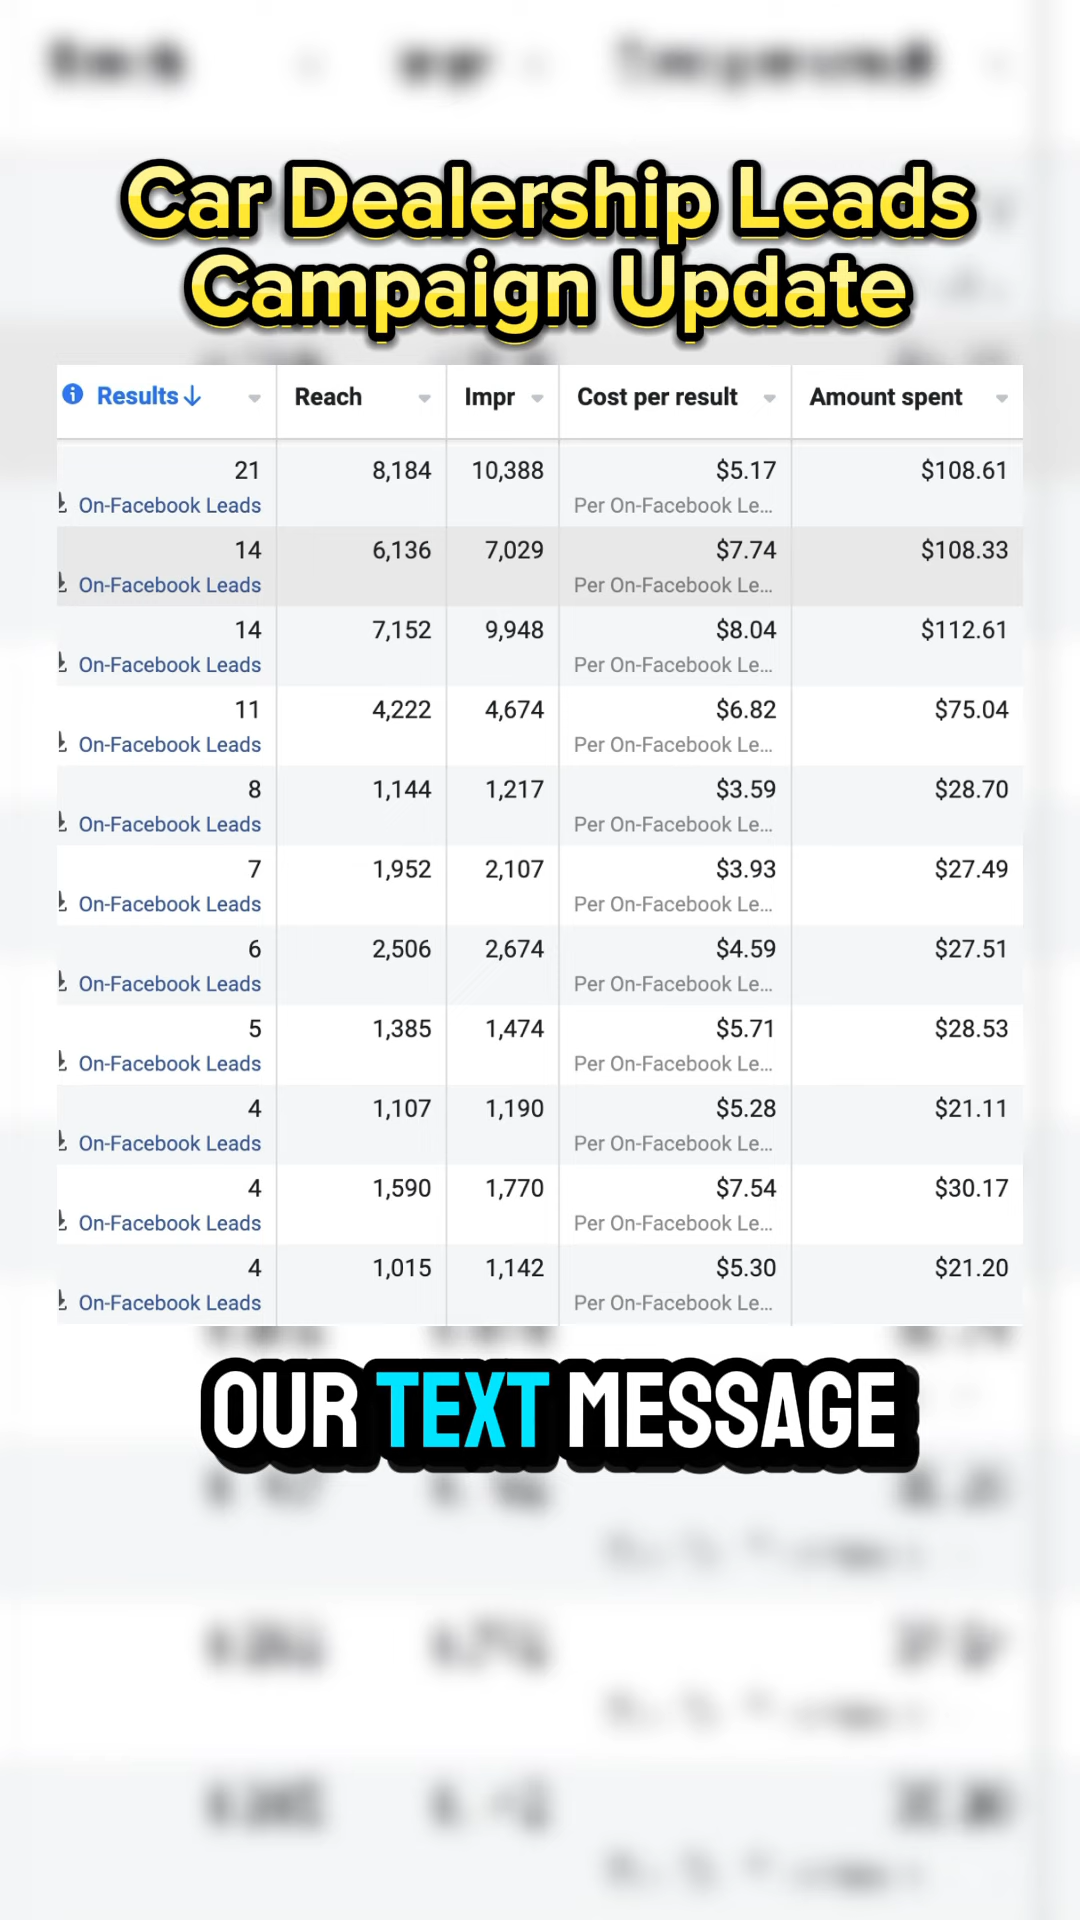 Car Dealership Leads
Campaign Update
Results Reach Impr Cost per result Amount spent
21 8,184 10,388 $5.17 $108.61
On-Facebook Leads Per On-Facebook Le...
14 6,136 7,029 $7.74 $108.33
On-Facebook Leads Per On-Facebook Le...
14 7,152 9,948 $8.04 $112.61
On-Facebook Leads Per On-Facebook Le...
11 4,222 4,674 $6.82 $75.04
On-Facebook Leads Per On-Facebook Le...
8 1,144 1,217 $3.59 $28.70
On-Facebook Leads Per On-Facebook Le...
7 1,952 2,107 $3.93 $27.49
On-Facebook Leads Per On-Facebook Le...
6 2,506 2,674 $4.59 $27.51
On-Facebook Leads Per On-Facebook Le...
5 1,385 1,474 $5.71 $28.53
On-Facebook Leads Per On-Facebook Le...
4 1,107 1,190 $5.28 $21.11
On-Facebook Leads Per On-Facebook Le...
4 1,590 1,770 $7.54 $30.17
On-Facebook Leads Per On-Facebook Le...
4 1,015 1,142 $5.30 $21.20
On-Facebook Leads Per On-Facebook Le...
OUR TEXT MESSAGE